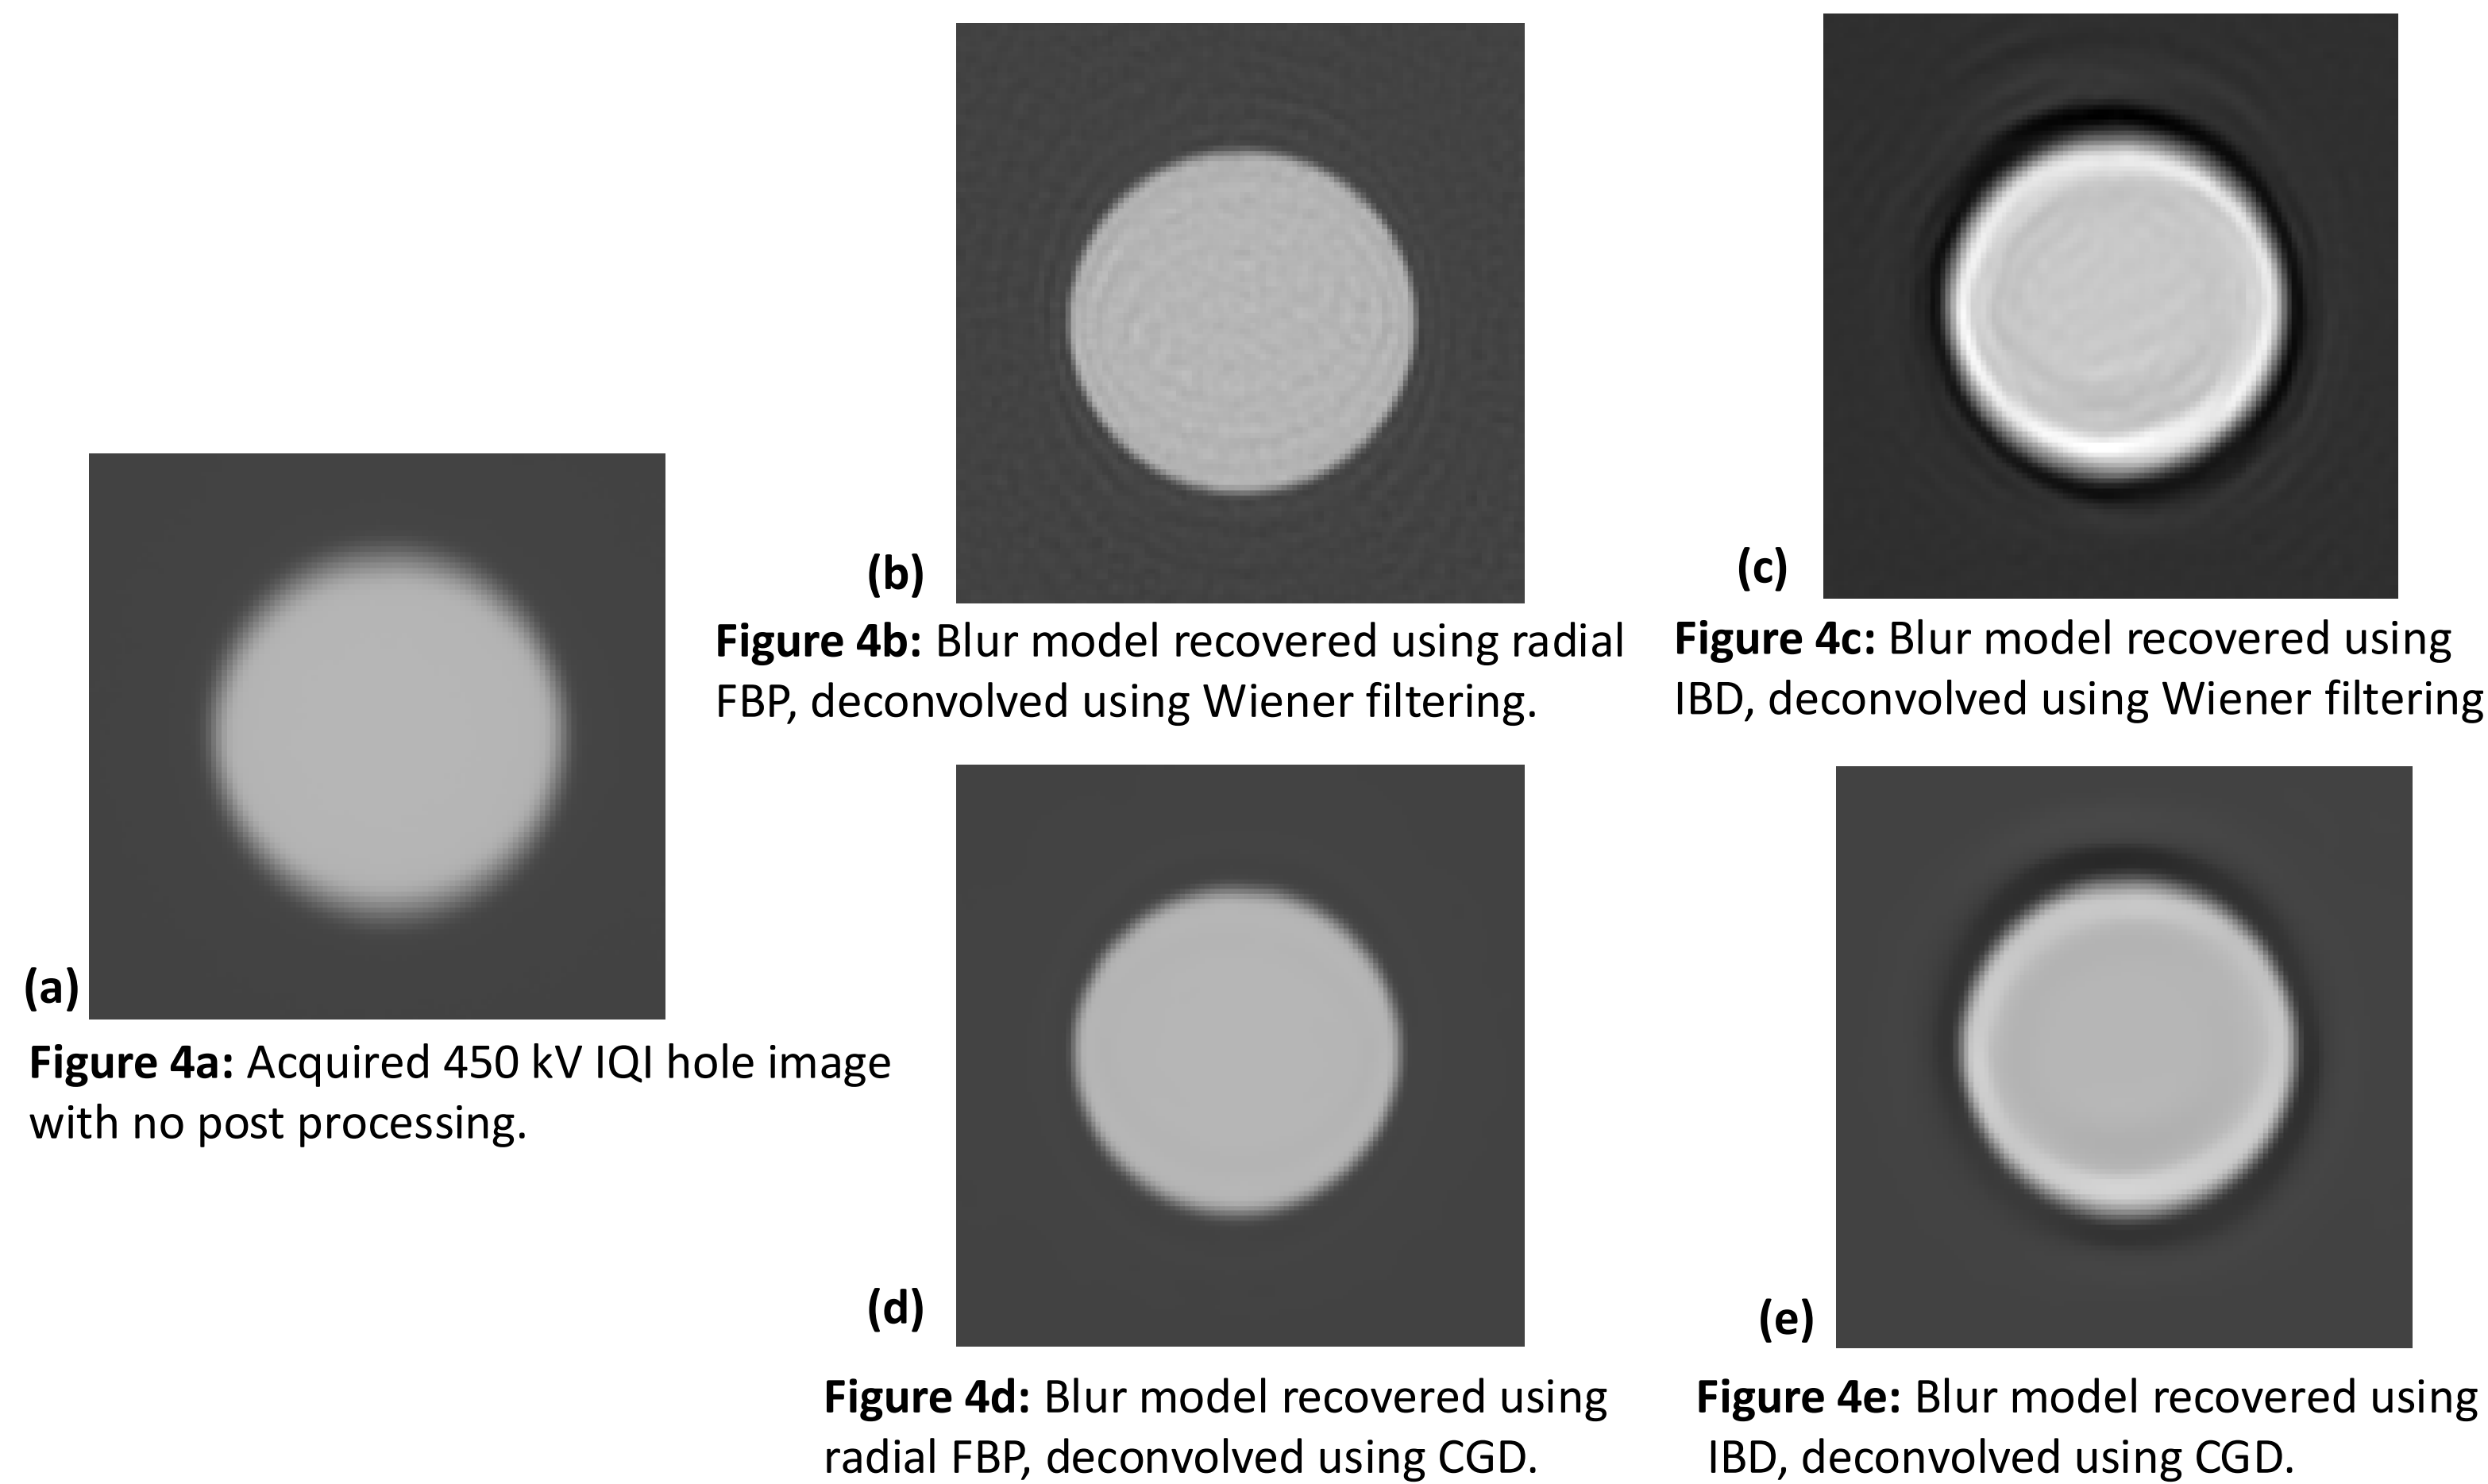 (a)
Figure 4a: Acquired 450 kV IQI hole image
with no post processing.
(b)
Figure 4b: Blur model recovered using radial
FBP, deconvolved using Wiener filtering.
(c)
Figure 4c: Blur model recovered using
IBD, deconvolved using Wiener filtering
(d)
Figure 4d: Blur model recovered using
radial FBP, deconvolved using CGD.
(e)
Figure 4e: Blur model recovered using
IBD, deconvolved using CGD.